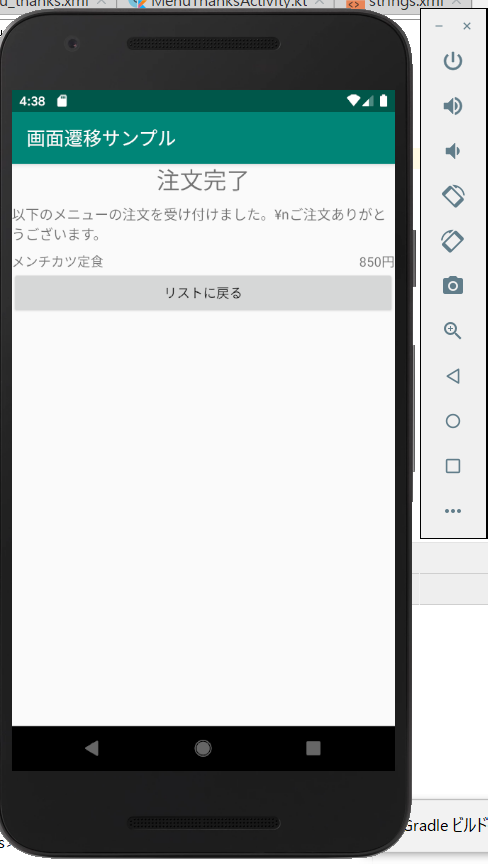 d_thanks.xml MenuThanksActivity.kt strings.xml
4:38
画面遷移サンプル
注文完了
以下のメニューの注文を受け付けました。¥nご注文ありがと
うございます。
メンチカツ定食 850円
リストに戻る
Gradle ビルド
s>